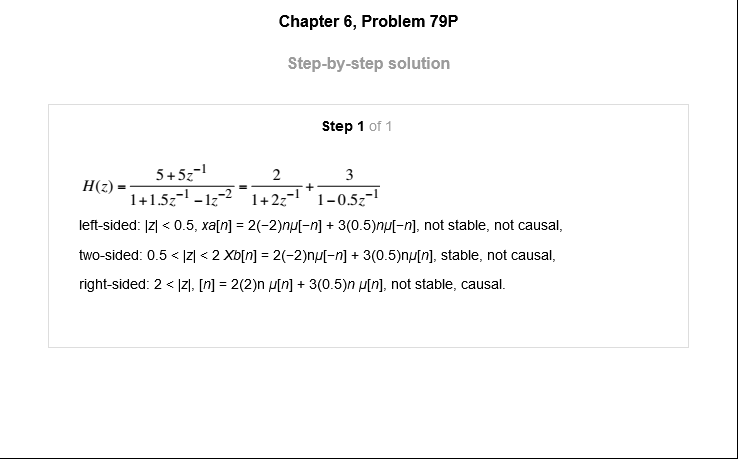 Chapter 6, Problem 79P
Step-by-step solution
Step 1 of 1
H(z) = \frac{5+5z^{-1}}{1+1.5z^{-1}-1z^{-2}} = \frac{2}{1+2z^{-1}} + \frac{3}{1-0.5z^{-1}}
left-sided: |z| < 0.5, xa[n] = 2(−2)nμ[−n] + 3(0.5)nμ[−n], not stable, not causal,
two-sided: 0.5 < |z| < 2 Xb[n] = 2(−2)nμ[−n] + 3(0.5)nμ[n], stable, not causal,
right-sided: 2 < |z|, [n] = 2(2)n μ[n] + 3(0.5)n μ[n], not stable, causal.